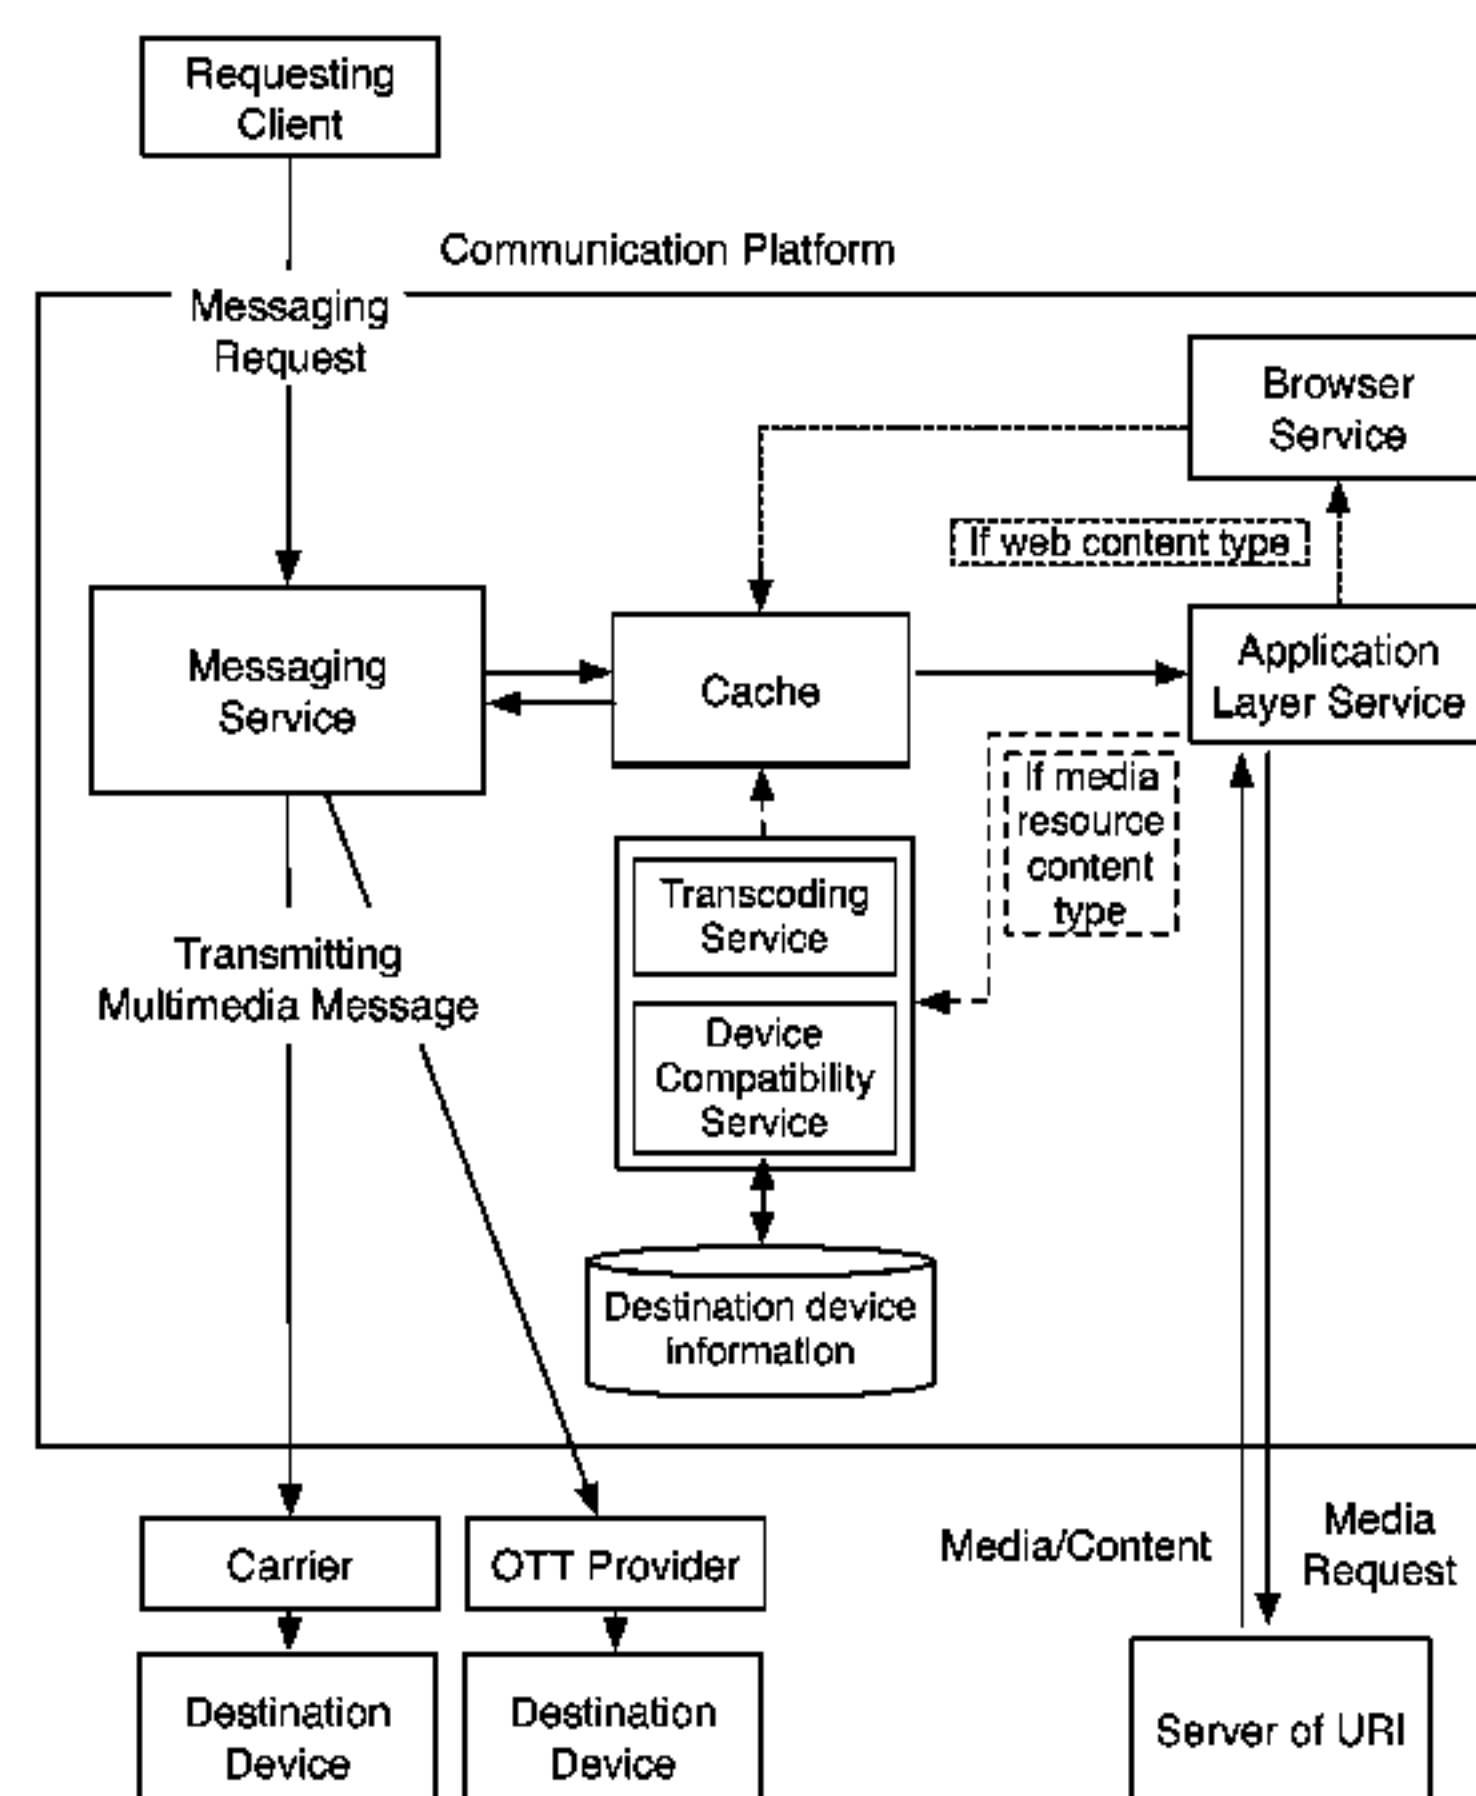 Requesting
Client
Communication Platform
Messaging
Request
Browser
Service
If web content type
Messaging
Service
Cache
Application
Layer Service
If media
resource
content
type
Transcoding
Service
Transmitting
Multimedia Message
Device
Compatibility
Service
Destination device
information
Carrier
OTT Provider
Media/Content
Media
Request
Destination
Device
Destination
Device
Server of URI